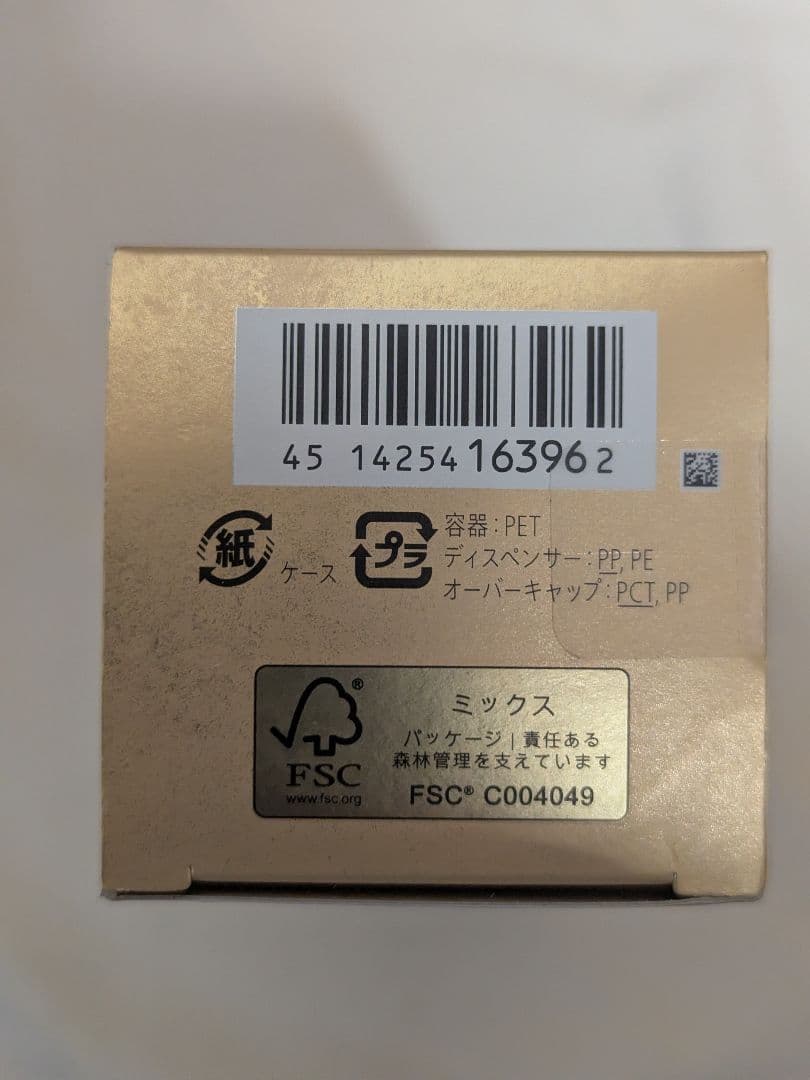 45 14254 163962
紙
ケース
プラ
容器:PET
ディスペンサー:PP, PE
オーバーキャップ:PCT, PP
FSC®
www.fsc.org
ミックス
パッケージ | 責任ある
森林管理を支えています
FSC® C004049